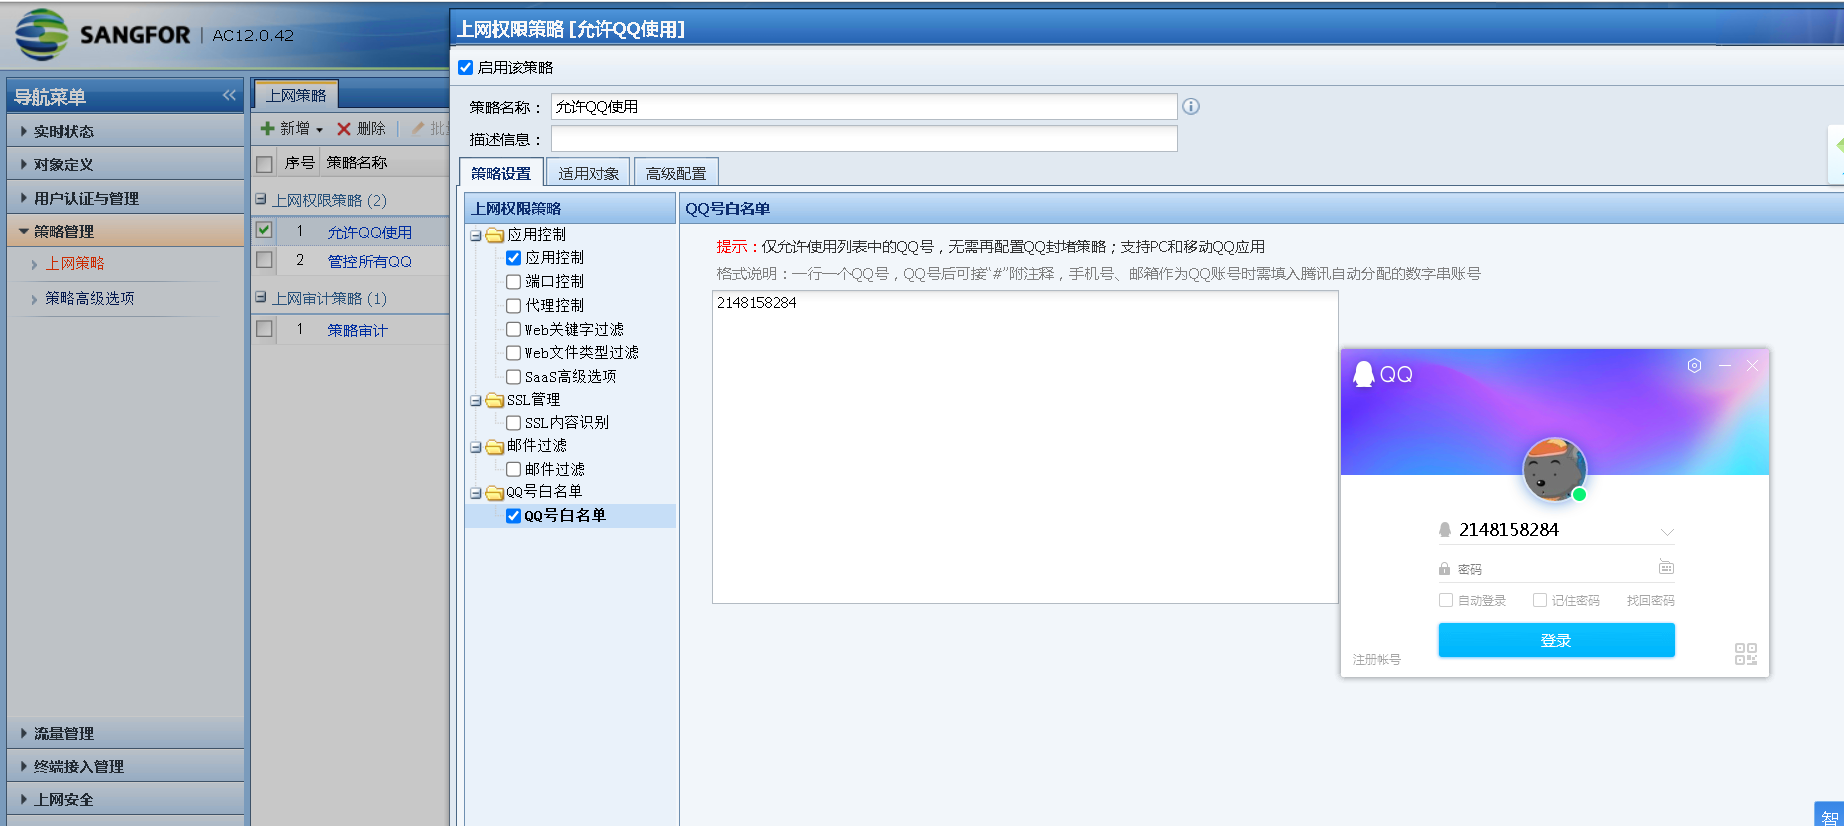 SANGFOR | AC12.0.42
导航菜单
实时状态
对象定义
用户认证与管理
策略管理
上网策略
策略高级选项
流量管理
终端接入管理
上网安全
上网策略
新增 删除
序号 策略名称
上网权限策略 (2)
1 允许QQ使用
2 管控所有QQ
上网审计策略 (1)
1 策略审计
上网权限策略 [允许QQ使用]
启用该策略
策略名称： 允许QQ使用
描述信息：
策略设置 适用对象 高级配置
上网权限策略
应用控制
应用控制
端口控制
代理控制
Web关键字过滤
Web文件类型过滤
SaaS高级选项
SSL管理
SSL内容识别
邮件过滤
邮件过滤
QQ号白名单
QQ号白名单
QQ号白名单
提示：仅允许使用列表中的QQ号，无需再配置QQ封堵策略；支持PC和移动QQ应用
格式说明：一行一个QQ号，QQ号后可接“#”附注释，手机号、邮箱作为QQ账号时需填入腾讯自动分配的数字串账号
2148158284
QQ
2148158284
密码
自动登录 记住密码 找回密码
登录
注册帐号
智